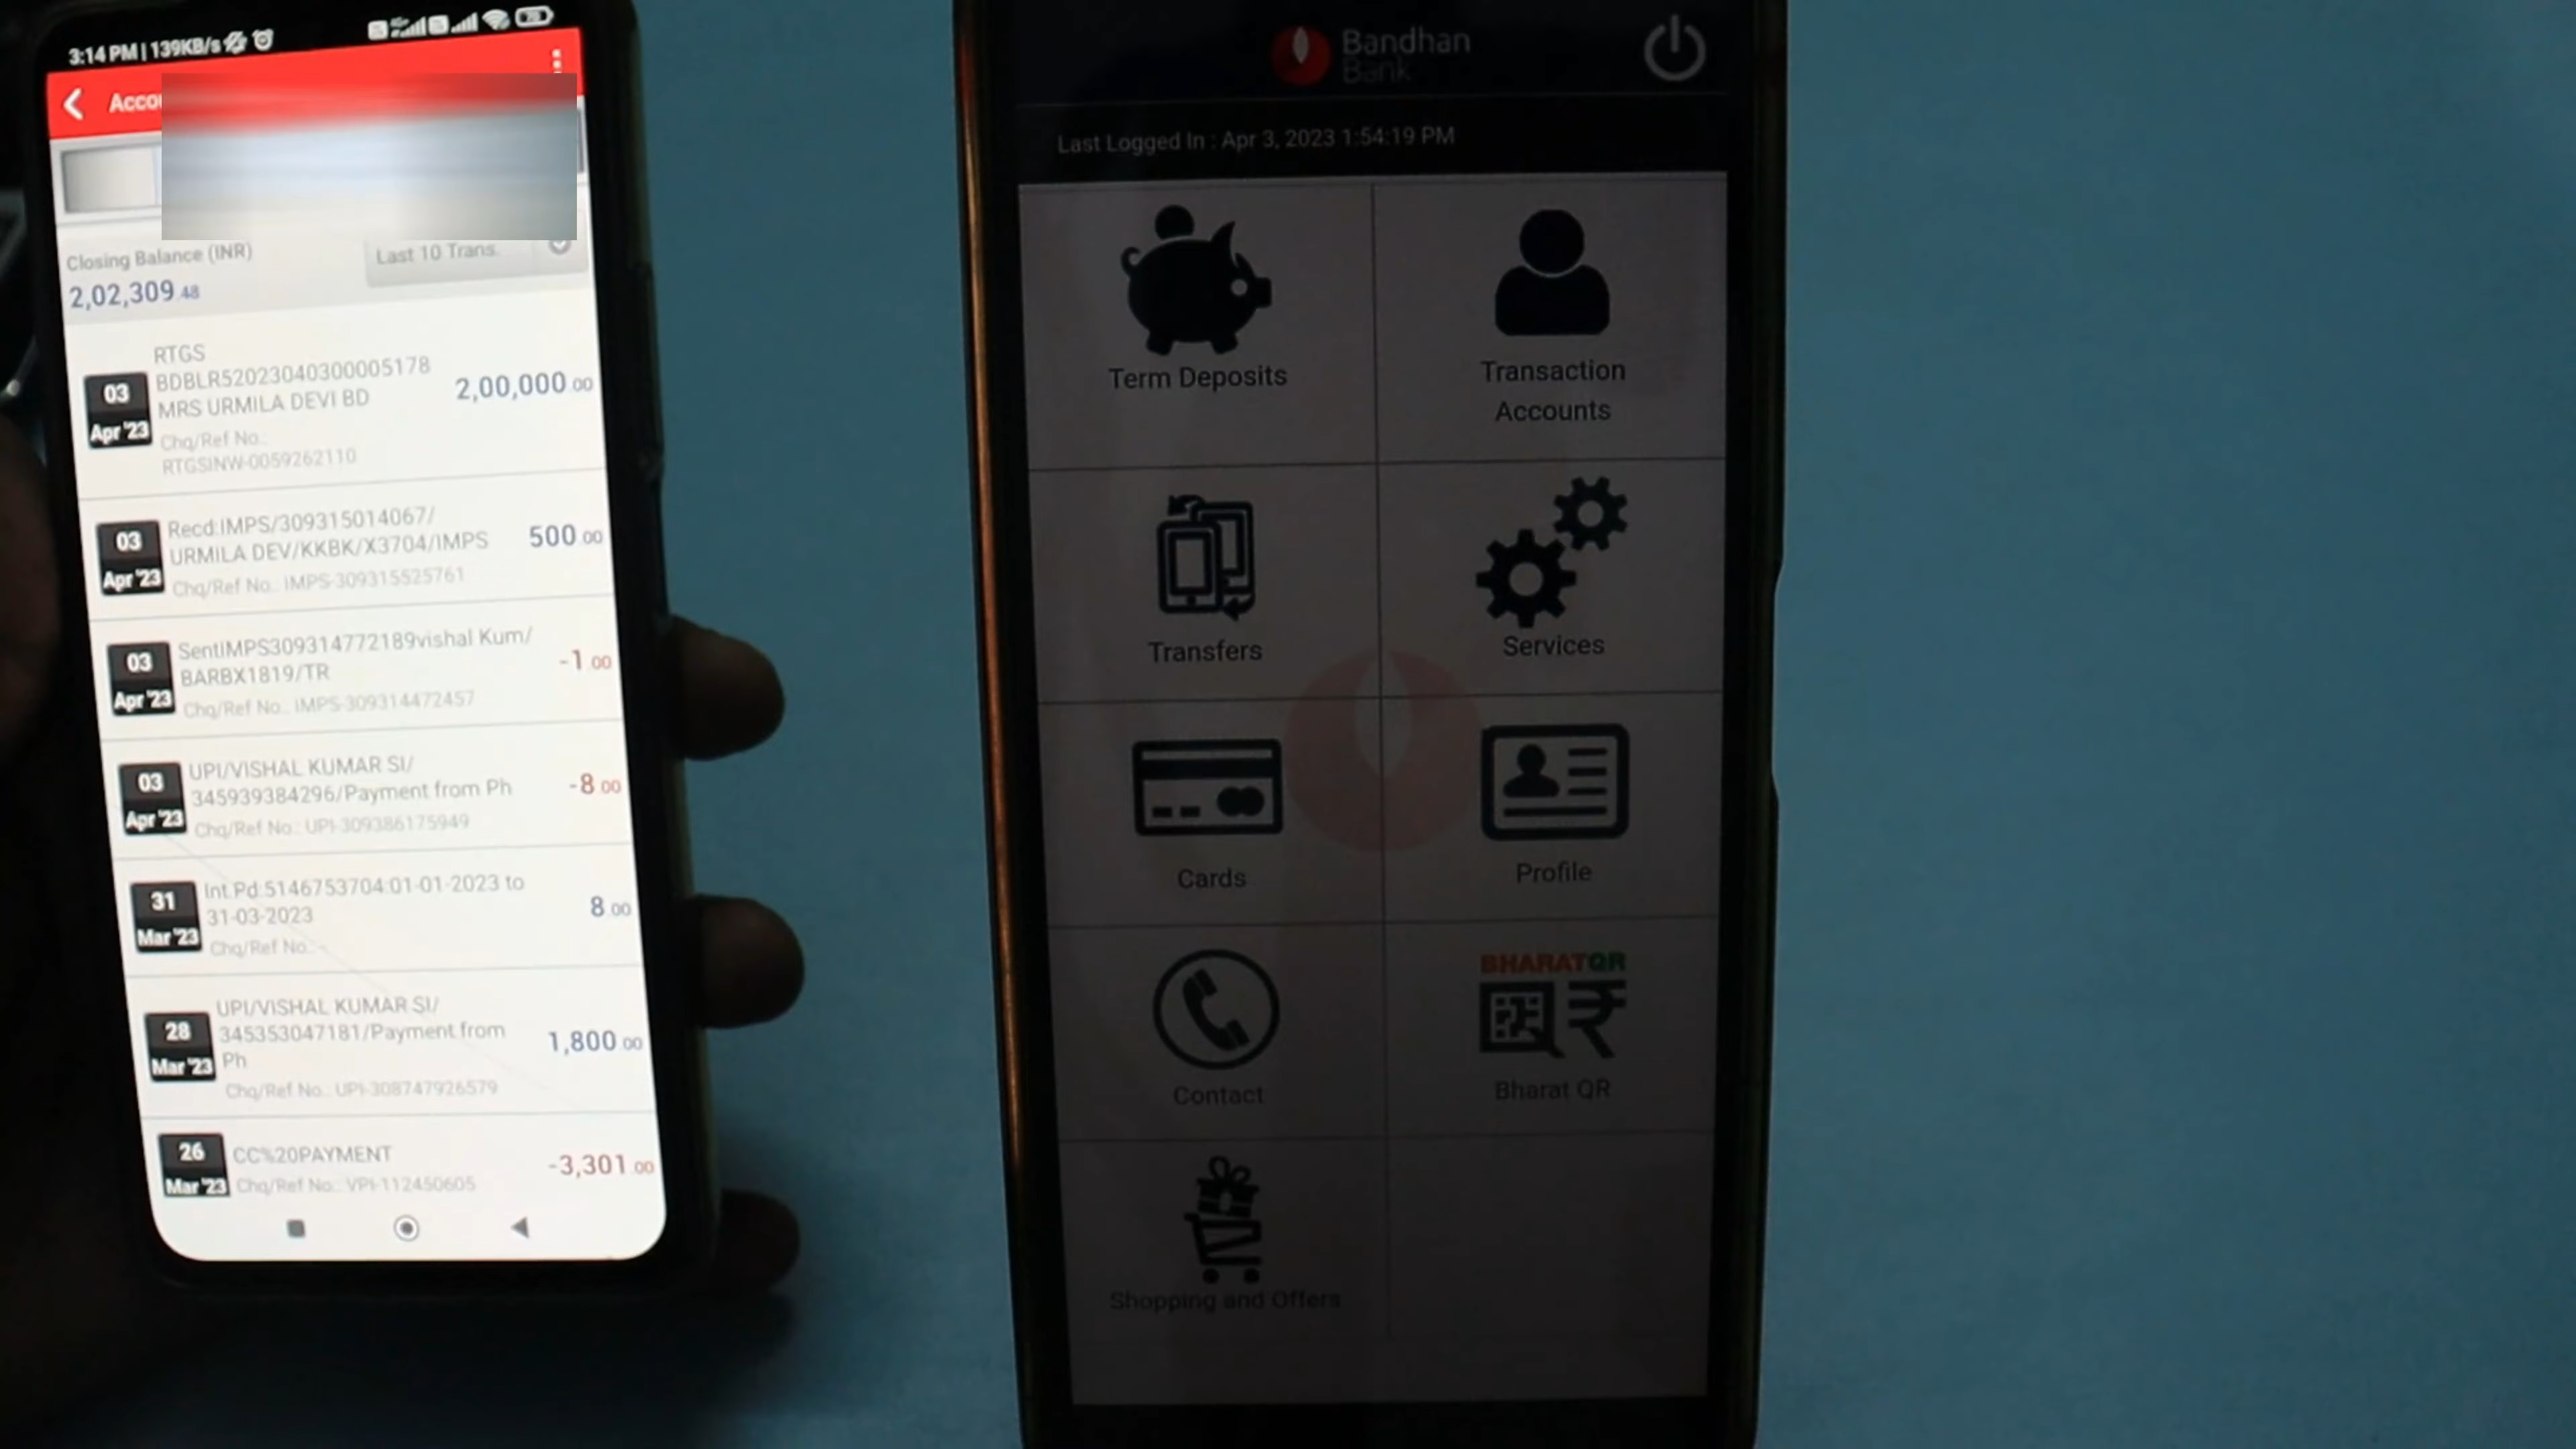 3:14 PM | 139KB/s
Acco
Closing Balance (INR)
2,02,309.48
Last 10 Trans.
03
Apr '23
RTGS
BDBLR52023040300005178
MRS URMILA DEVI BD
Chq/Ref No.:
RTGSINW-0059262110
2,00,000.00
03
Apr '23
Recd:IMPS/309315014067/
URMILA DEV/KKBK/X3704/IMPS
Chq/Ref No.: IMPS-309315525761
500.00
03
Apr '23
SentIMPS309314772189vishal Kum/
BARBX1819/TR
Chq/Ref No.: IMPS-309314472457
-1.00
03
Apr '23
UPI/VISHAL KUMAR SI/
345939384296/Payment from Ph
Chq/Ref No.: UPI-309386175949
-8.00
31
Mar '23
Int.Pd:5146753704:01-01-2023 to
31-03-2023
Chq/Ref No.: -
8.00
28
Mar '23
UPI/VISHAL KUMAR SI/
345353047181/Payment from
Ph
Chq/Ref No.: UPI-308747926579
1,800.00
26
Mar '23
CC%20PAYMENT
Chq/Ref No.: VPI-112450605
-3,301.00
Bandhan
Bank
Last Logged In : Apr 3, 2023 1:54:19 PM
Term Deposits
Transaction
Accounts
Transfers
Services
Cards
Profile
Contact
BHARATQR
Bharat QR
Shopping and Offers